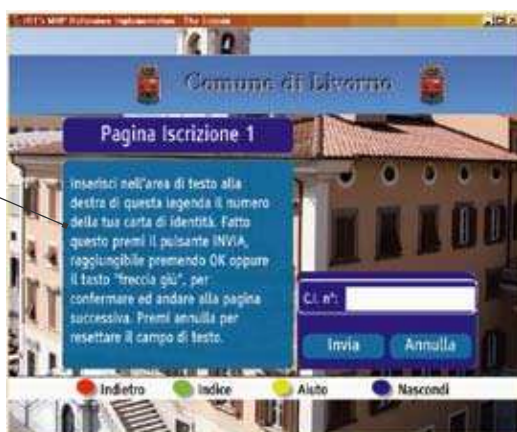 Comune di Livorno
Pagina Iscrizione 1
Inserisci nell'area di testo alla
destra di questa legenda il numero
della tua carta di identità. Fatto
questo premi il pulsante INVIA,
raggiungibile premendo OK oppure
il tasto "freccia giù", per
confermare ed andare alla pagina
successiva. Premi annulla per
resettare il campo di testo.
C.I. n°:
Invia Annulla
Indietro Indice Aiuto Nascondi